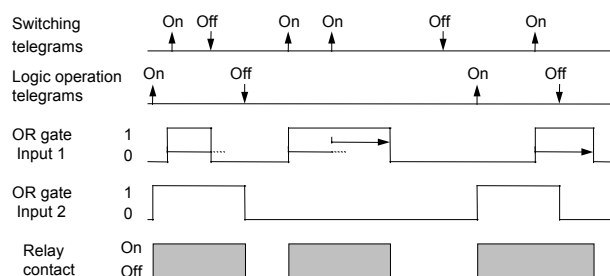 Switching
telegrams
On Off On On Off On
Logic operation
telegrams
On Off On Off
OR gate 1
Input 1 0
OR gate 1
Input 2 0
Relay On
contact Off